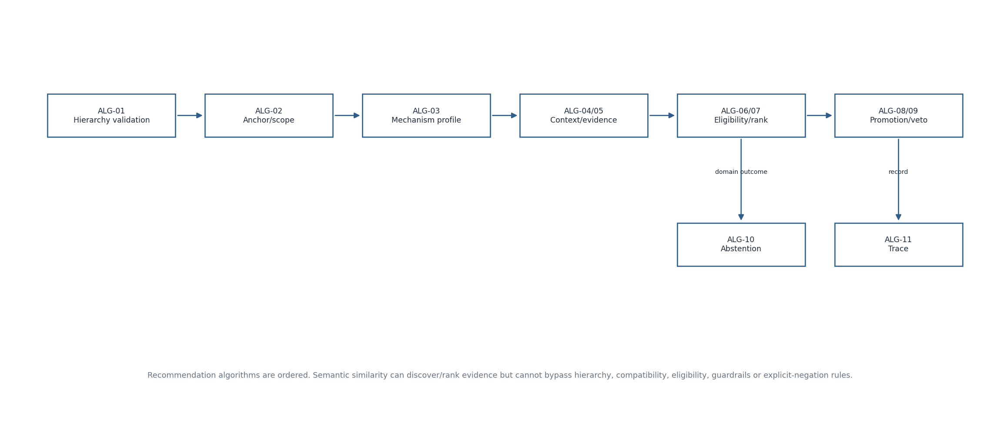 ALG-01
Hierarchy validation
ALG-02
Anchor/scope
ALG-03
Mechanism profile
ALG-04/05
Context/evidence
ALG-06/07
Eligibility/rank
ALG-08/09
Promotion/veto
domain outcome
record
ALG-10
Abstention
ALG-11
Trace
Recommendation algorithms are ordered. Semantic similarity can discover/rank evidence but cannot bypass hierarchy, compatibility, eligibility, guardrails or explicit-negation rules.